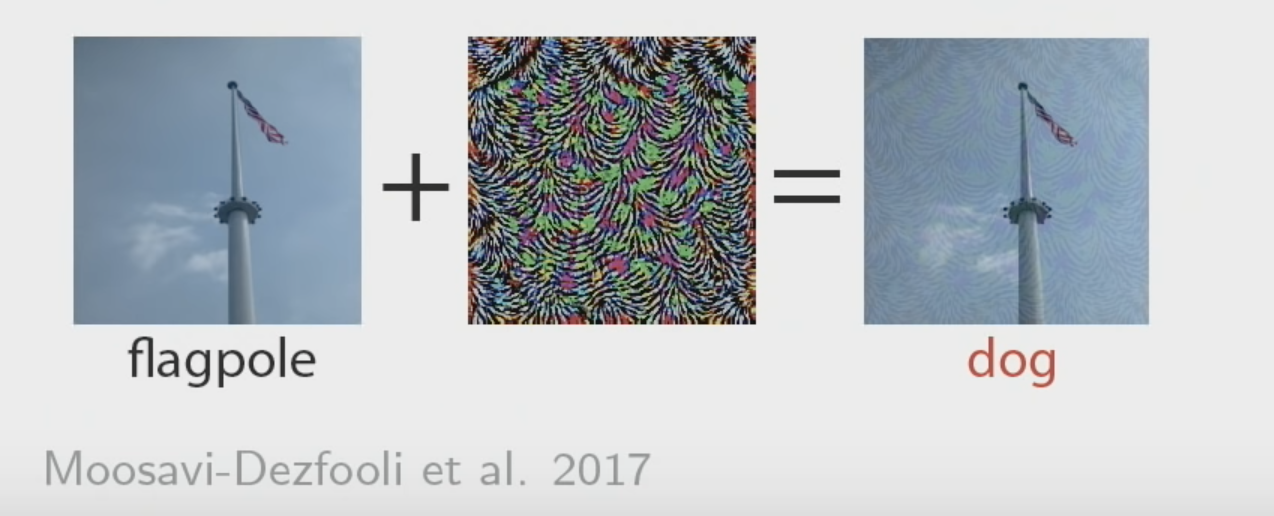 + =
flagpole dog
Moosavi-Dezfooli et al. 2017